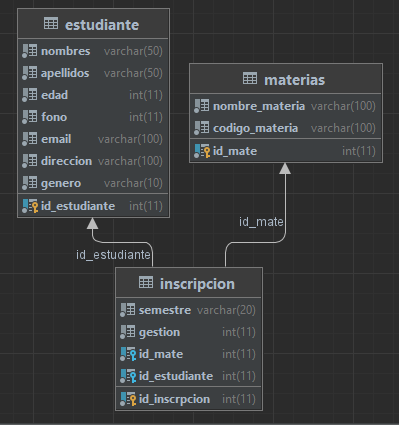 estudiante
nombres varchar(50)
apellidos varchar(50)
edad int(11)
fono int(11)
email varchar(100)
direccion varchar(100)
genero varchar(10)
id_estudiante int(11)
materias
nombre_materia varchar(100)
codigo_materia varchar(100)
id_mate int(11)
id_mate
id_estudiante
inscripcion
semestre varchar(20)
gestion int(11)
id_mate int(11)
id_estudiante int(11)
id_inscrpcion int(11)